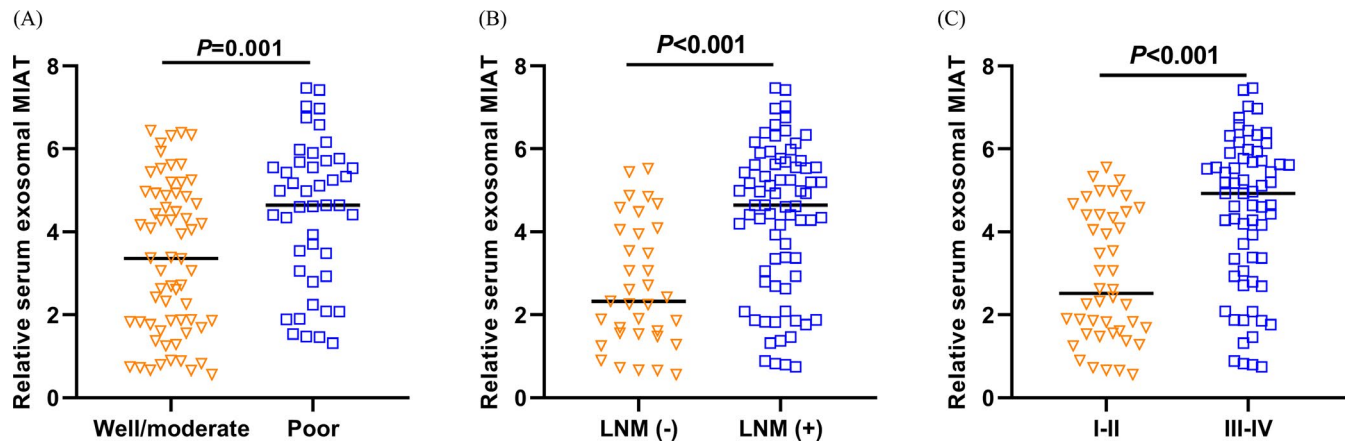 (A)
P=0.001
Relative serum exosomal MIAT
8
6
4
2
0
Well/moderate Poor
(B)
P<0.001
Relative serum exosomal MIAT
8
6
4
2
0
LNM (-) LNM (+)
(C)
P<0.001
Relative serum exosomal MIAT
8
6
4
2
0
I-II III-IV